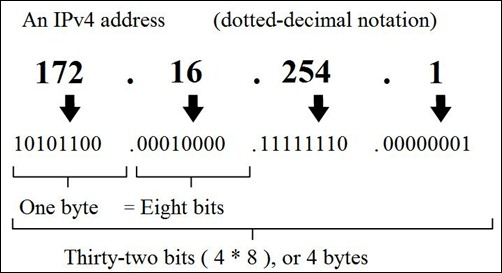 An IPv4 address (dotted-decimal notation)
172 . 16 . 254 . 1
10101100 .00010000 .11111110 .00000001
One byte = Eight bits
Thirty-two bits ( 4 * 8 ), or 4 bytes